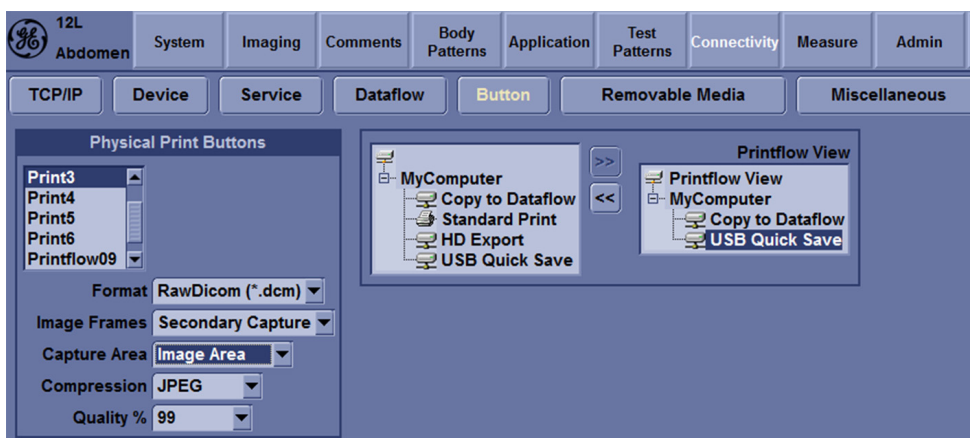 GE
12L
Abdomen
System
Imaging
Comments
Body
Patterns
Application
Test
Patterns
Connectivity
Measure
Admin
TCP/IP
Device
Service
Dataflow
Button
Removable Media
Miscellaneous
Physical Print Buttons
Print3
Print4
Print5
Print6
Printflow09
Format RawDicom (*.dcm)
Image Frames Secondary Capture
Capture Area Image Area
Compression JPEG
Quality % 99
MyComputer
Copy to Dataflow
Standard Print
HD Export
USB Quick Save
>>
<<
Printflow View
Printflow View
MyComputer
Copy to Dataflow
USB Quick Save